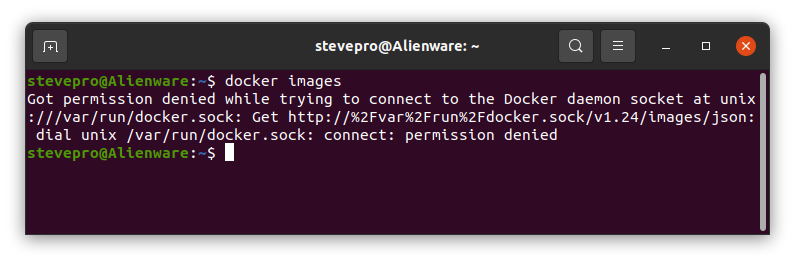 stevepro@Alienware: ~
stevepro@Alienware:~$ docker images
Got permission denied while trying to connect to the Docker daemon socket at unix
:///var/run/docker.sock: Get http://%2Fvar%2Frun%2Fdocker.sock/v1.24/images/json:
 dial unix /var/run/docker.sock: connect: permission denied
stevepro@Alienware:~$